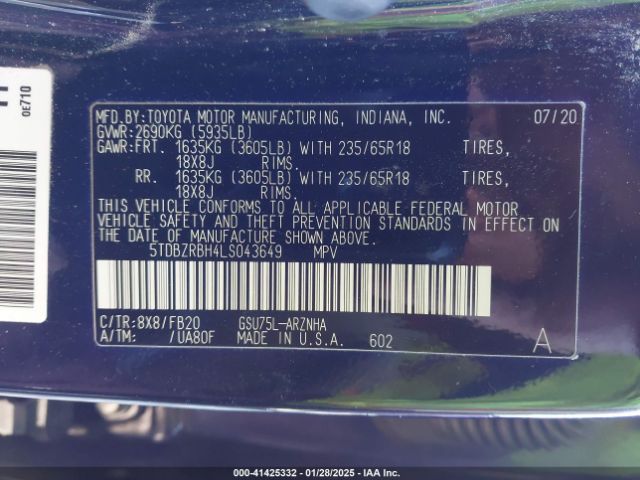 0E710
MFD.BY:TOYOTA MOTOR MANUFACTURING, INDIANA, INC. 07/20
GVWR:2690KG (5935LB)
GAWR:FRT. 1635KG (3605LB) WITH 235/65R18 TIRES,
18X8J RIMS.
RR. 1635KG (3605LB) WITH 235/65R18 TIRES,
18X8J RIMS.
THIS VEHICLE CONFORMS TO ALL APPLICABLE FEDERAL MOTOR
VEHICLE SAFETY AND THEFT PREVENTION STANDARDS IN EFFECT ON
THE DATE OF MANUFACTURE SHOWN ABOVE.
5TDBZRBH4LS043649 MPV
C/TR:8X8/FB20 GSU75L-ARZNHA
A/TM: /UA80F MADE IN U.S.A. 602 A
000-41425332 | 01/28/2025 | IAA, Inc.